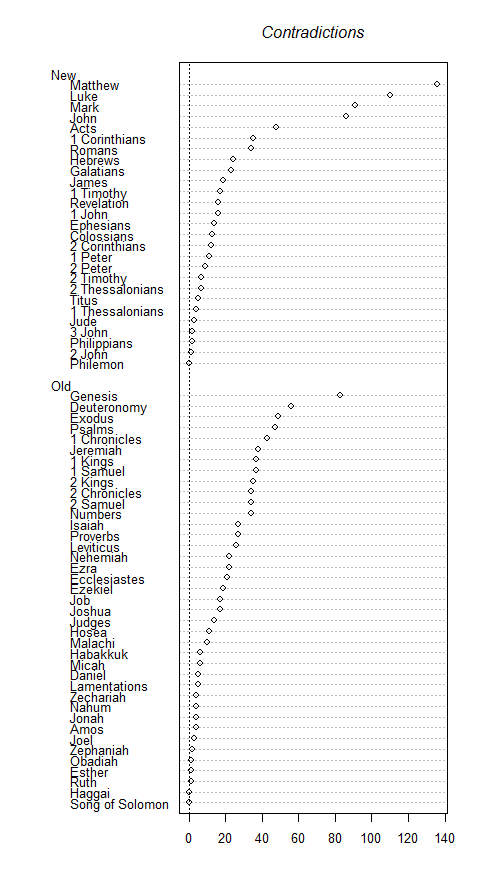 Contradictions
New
Matthew
Luke
Mark
John
Acts
1 Corinthians
Romans
Hebrews
Galatians
James
1 Timothy
Revelation
1 John
Ephesians
Colossians
2 Corinthians
1 Peter
2 Peter
2 Timothy
2 Thessalonians
Titus
1 Thessalonians
Jude
3 John
Philippians
2 John
Philemon
Old
Genesis
Deuteronomy
Exodus
Psalms
1 Chronicles
Jeremiah
1 Kings
1 Samuel
2 Kings
2 Chronicles
2 Samuel
Numbers
Isaiah
Proverbs
Leviticus
Nehemiah
Ezra
Ecclesiastes
Ezekiel
Job
Joshua
Judges
Hosea
Malachi
Habakkuk
Micah
Daniel
Lamentations
Zechariah
Nahum
Jonah
Amos
Joel
Zephaniah
Obadiah
Esther
Ruth
Haggai
Song of Solomon
0 20 40 60 80 100 120 140